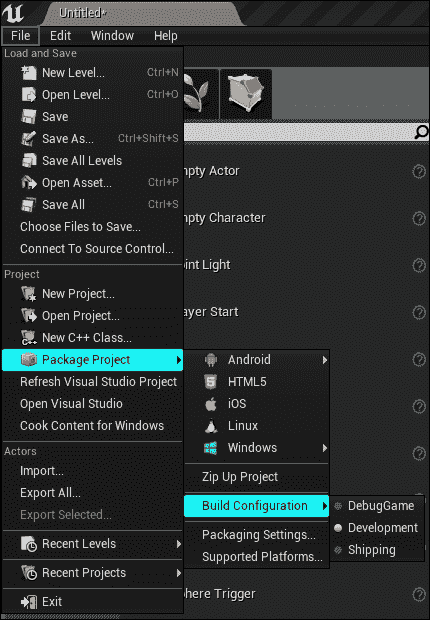 Untitled*
File Edit Window Help
Load and Save
New Level... Ctrl+N
Open Level... Ctrl+O
Save
Save As... Ctrl+Shift+S
Save All Levels
Open Asset... Ctrl+P
Save All Ctrl+S
Choose Files to Save...
Connect To Source Control...
Project
New Project...
Open Project...
New C++ Class...
Package Project
Refresh Visual Studio Project
Open Visual Studio
Cook Content for Windows
Actors
Import...
Export All...
Export Selected...
Recent Levels
Recent Projects
Exit
Android
HTML5
iOS
Linux
Windows
Zip Up Project
Build Configuration
Packaging Settings...
Supported Platforms...
DebugGame
Development
Shipping
mpty Actor
mpty Character
oint Light
ayer Start
here Trigger